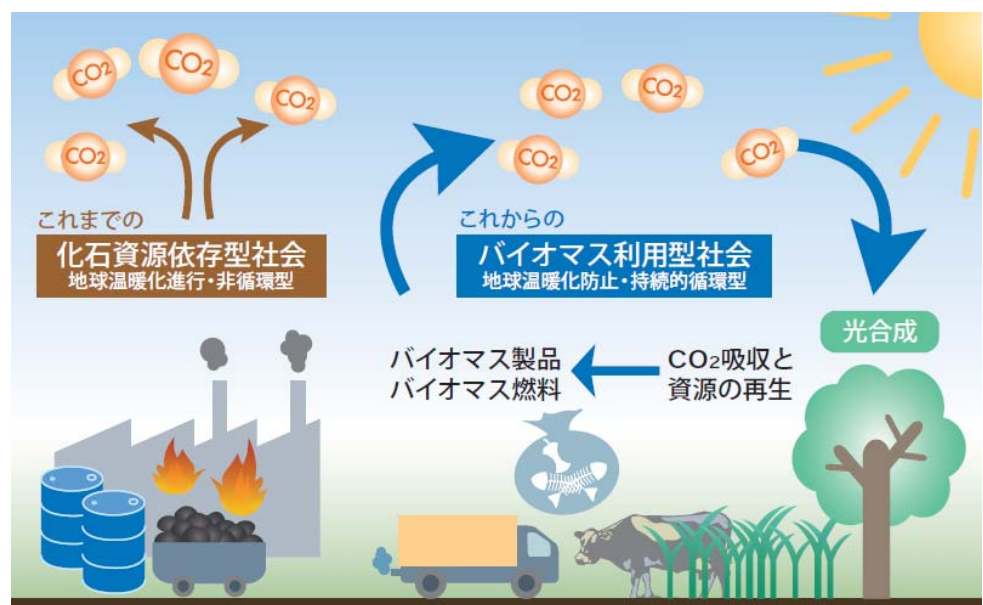 CO2
CO2
CO2
CO2
これまでの
化石資源依存型社会
地球温暖化進行・非循環型
CO2
CO2
CO2
CO2
これからの
バイオマス利用型社会
地球温暖化防止・持続的循環型
光合成
CO2吸収と
資源の再生
バイオマス製品
バイオマス燃料